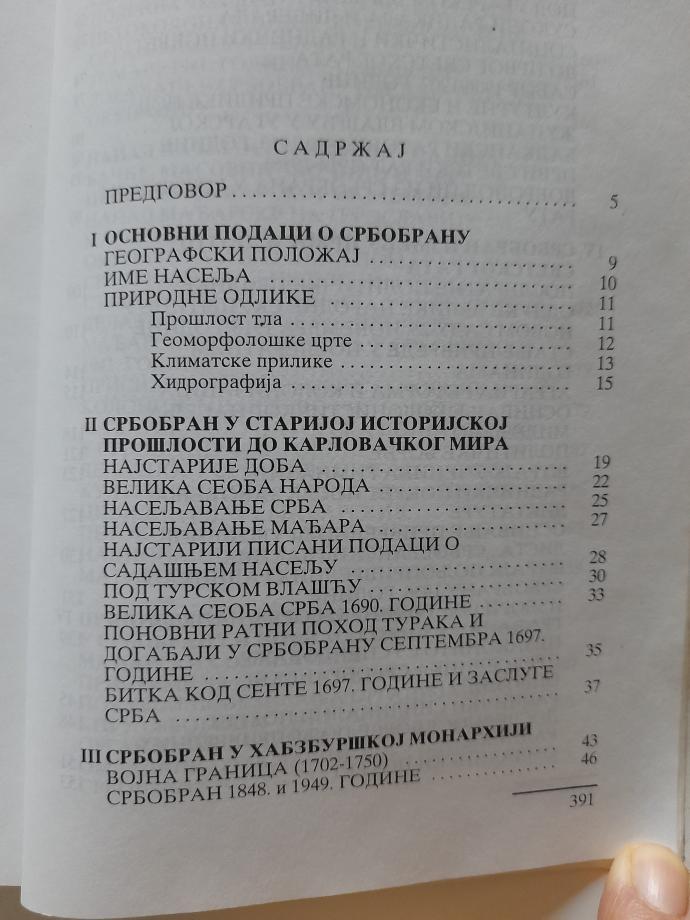 САДРЖАЈ
ПРЕДГОВОР ........................................ 5
I ОСНОВНИ ПОДАЦИ О СРБОБРАНУ
ГЕОГРАФСКИ ПОЛОЖАЈ ........................ 9
ИМЕ НАСЕЉА ........................ 10
ПРИРОДНЕ ОДЛИКЕ ........................ 11
Прошлост тла ........................ 11
Геоморфолошке црте ........................ 12
Климатске прилике ........................ 13
Хидрографија ........................ 15
II СРБОБРАН У СТАРИЈОЈ ИСТОРИЈСКОЈ
ПРОШЛОСТИ ДО КАРЛОВАЧКОГ МИРА
НАЈСТАРИЈЕ ДОБА ........................ 19
ВЕЛИКА СЕОБА НАРОДА ........................ 22
НАСЕЉАВАЊЕ СРБА ........................ 25
НАСЕЉАВАЊЕ МАЂАРА ........................ 27
НАЈСТАРИЈИ ПИСАНИ ПОДАЦИ О
САДАШЊЕМ НАСЕЉУ ........................ 28
ПОД ТУРСКОМ ВЛАШЋУ ........................ 30
ВЕЛИКА СЕОБА СРБА 1690. ГОДИНЕ .......... 33
ПОНОВНИ РАТНИ ПОХОД ТУРАКА И
ДОГАЂАЈИ У СРБОБРАНУ СЕПТЕМБРА 1697.
ГОДИНЕ ........................ 35
БИТКА КОД СЕНТЕ 1697. ГОДИНЕ И ЗАСЛУГЕ
СРБА ........................ 37
III СРБОБРАН У ХАБЗБУРШКОЈ МОНАРХИЈИ
ВОЈНА ГРАНИЦА (1702-1750) .................. 43
СРБОБРАН 1848. и 1949. ГОДИНЕ ............... 46
391